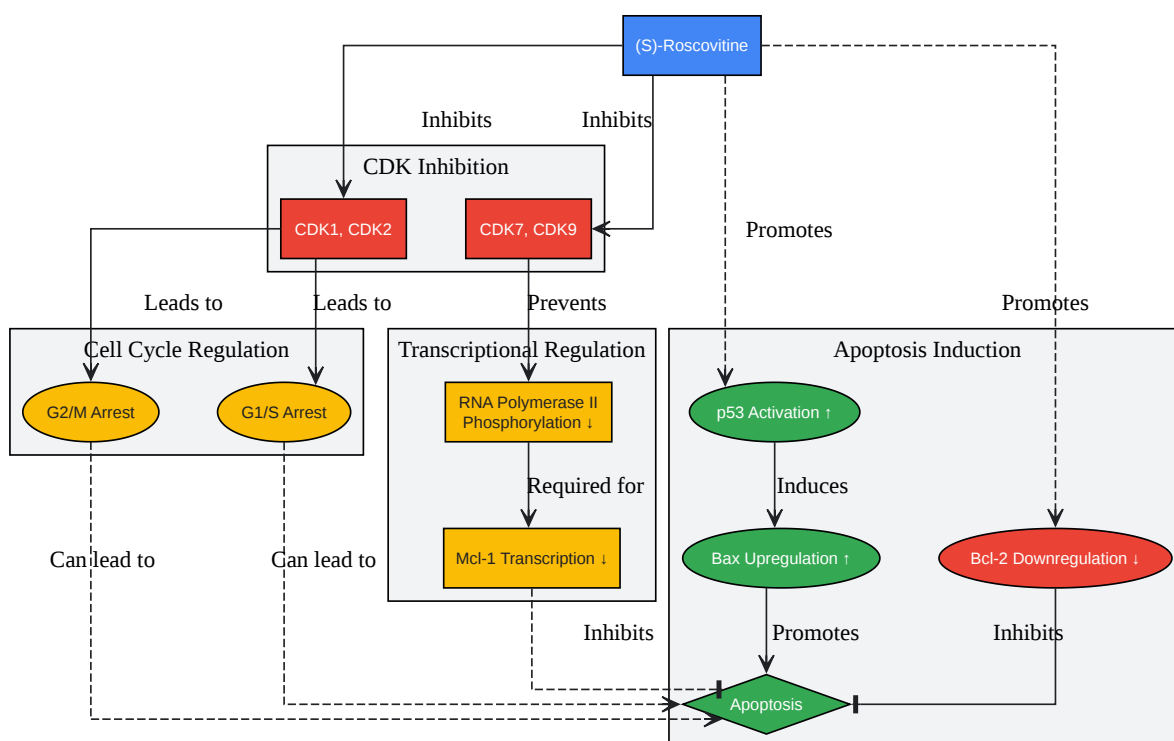 (S)-Roscovitine
Inhibits
Inhibits
CDK Inhibition
CDK1, CDK2
CDK7, CDK9
Promotes
Leads to
Leads to
Prevents
Promotes
Cell Cycle Regulation
Transcriptional Regulation
Apoptosis Induction
G2/M Arrest
G1/S Arrest
RNA Polymerase II
Phosphorylation ↓
p53 Activation ↑
Required for
Induces
Can lead to
Can lead to
Mcl-1 Transcription ↓
Bax Upregulation ↑
Bcl-2 Downregulation ↓
Inhibits
Promotes
Inhibits
Apoptosis